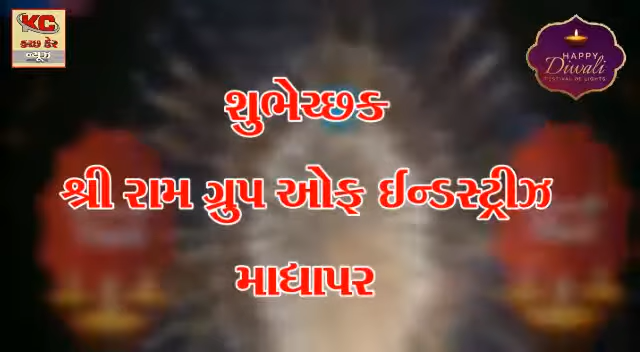 KC
કચ્છ કેર
ન્યૂઝ
HAPPY
Diwali
FESTIVAL OF LIGHTS
શુભેચ્છક
શ્રી રામ ગ્રુપ ઓફ ઈન્ડસ્ટ્રીઝ
માધાપર